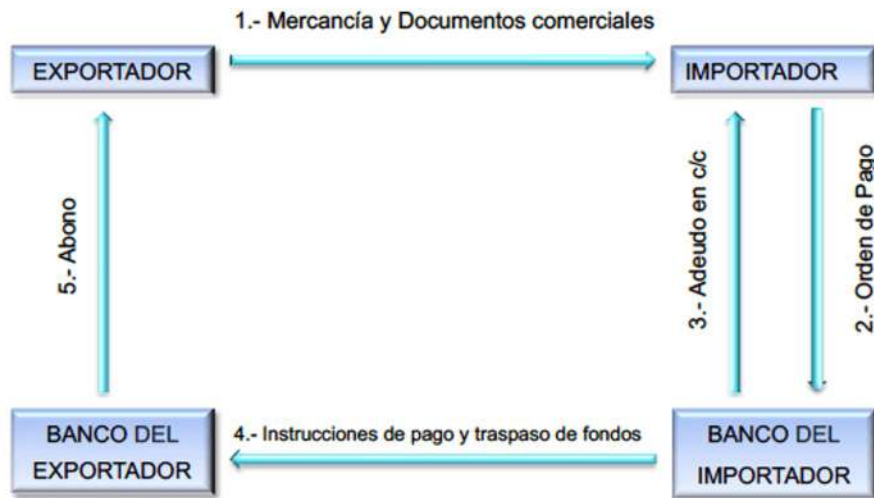 1.- Mercancía y Documentos comerciales
EXPORTADOR
IMPORTADOR
5.- Abono
3.- Adeudo en c/c
2.- Orden de Pago
BANCO DEL
EXPORTADOR
4.- Instrucciones de pago y traspaso de fondos
BANCO DEL
IMPORTADOR